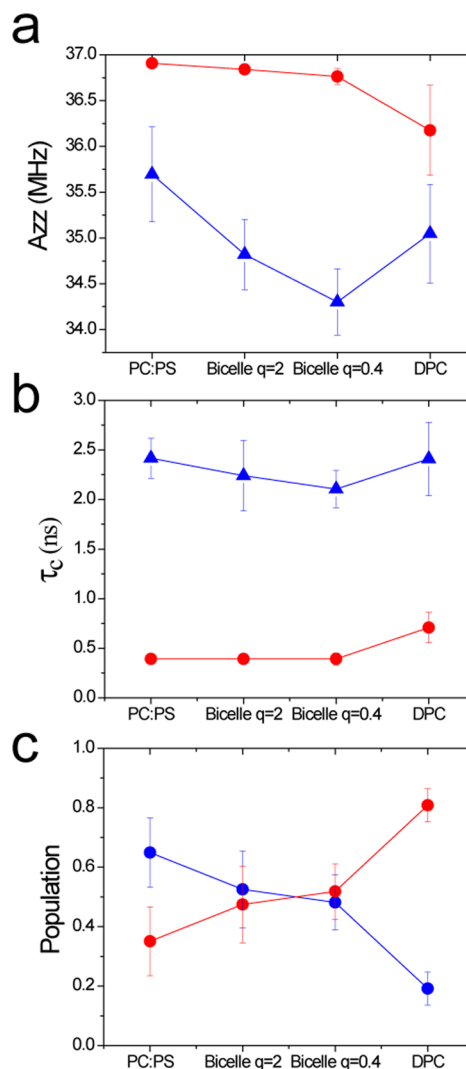 a
37.0
36.5
36.0
35.5
35.0
34.5
34.0
Azz (MHz)
PC:PS Bicelle q=2 Bicelle q=0.4 DPC
b
3.0
2.5
2.0
1.5
1.0
0.5
0.0
τc (ns)
PC:PS Bicelle q=2 Bicelle q=0.4 DPC
c
1.0
0.8
0.6
0.4
0.2
0.0
Population
PC:PS Bicelle q=2 Bicelle q=0.4 DPC